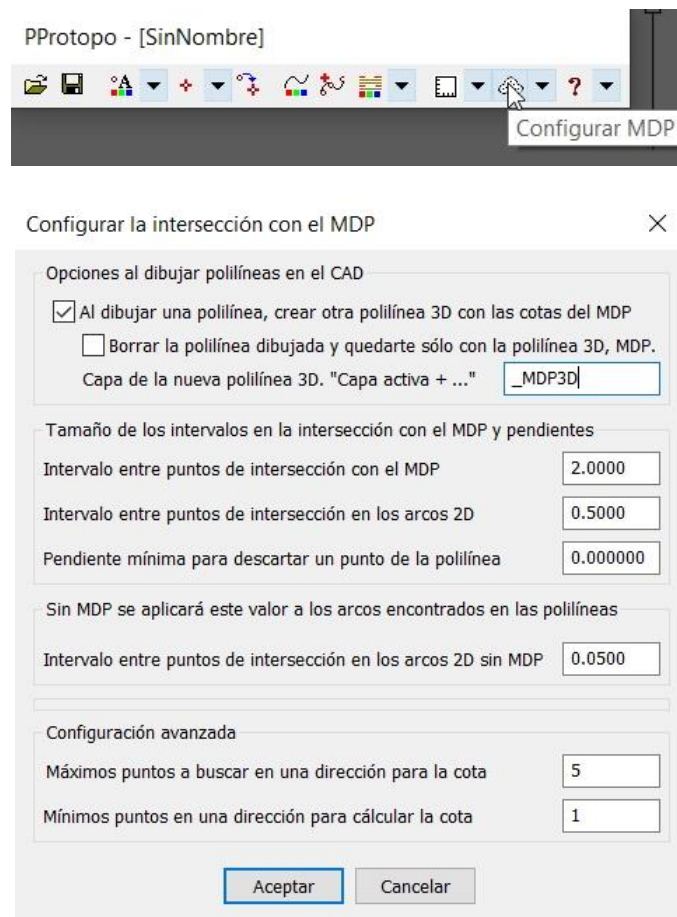 PProtopo - [SinNombre]
A ?
Configurar MDP
Configurar la intersección con el MDP
Opciones al dibujar polilíneas en el CAD
Al dibujar una polilínea, crear otra polilínea 3D con las cotas del MDP
Borrar la polilínea dibujada y quedarte sólo con la polilínea 3D, MDP.
Capa de la nueva polilínea 3D. "Capa activa + ..." _MDP3D
Tamaño de los intervalos en la intersección con el MDP y pendientes
Intervalo entre puntos de intersección con el MDP 2.0000
Intervalo entre puntos de intersección en los arcos 2D 0.5000
Pendiente mínima para descartar un punto de la polilínea 0.000000
Sin MDP se aplicará este valor a los arcos encontrados en las polilíneas
Intervalo entre puntos de intersección en los arcos 2D sin MDP 0.0500
Configuración avanzada
Máximos puntos a buscar en una dirección para la cota 5
Mínimos puntos en una dirección para cálcular la cota 1
Aceptar Cancelar